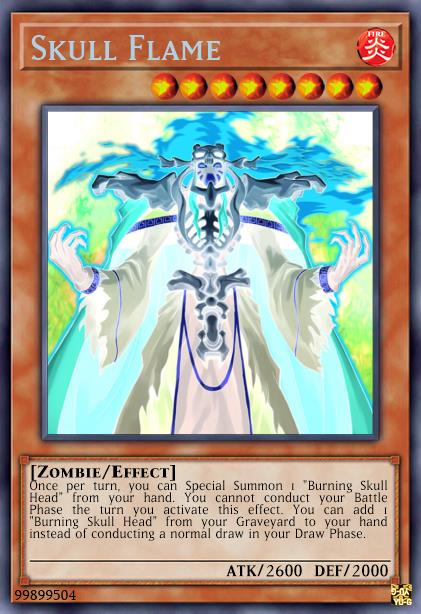 Skull Flame
FIRE
炎
[Zombie/Effect]
Once per turn, you can Special Summon 1 "Burning Skull
Head" from your hand. You cannot conduct your Battle
Phase the turn you activate this effect. You can add 1
"Burning Skull Head" from your Graveyard to your hand
instead of conducting a normal draw in your Draw Phase.
ATK/2600 DEF/2000
99899504